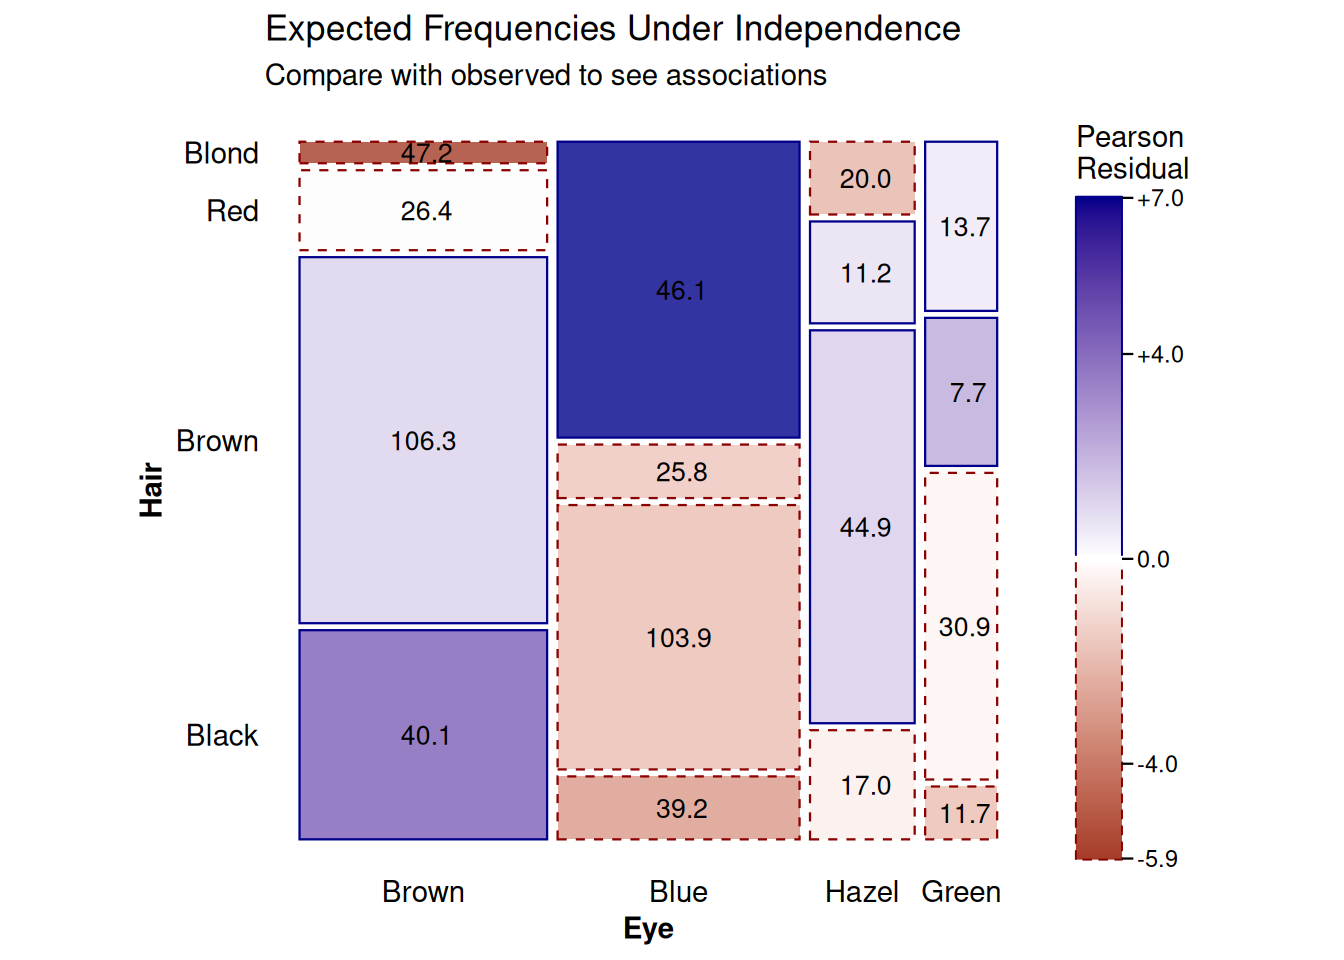 Expected Frequencies Under Independence
Compare with observed to see associations
Blond
Red
Brown
Black
Hair
47.2
26.4
106.3
40.1
46.1
25.8
103.9
39.2
20.0
11.2
44.9
17.0
13.7
7.7
30.9
11.7
Brown
Blue
Hazel
Green
Eye
Pearson
Residual
+7.0
+4.0
0.0
-4.0
-5.9